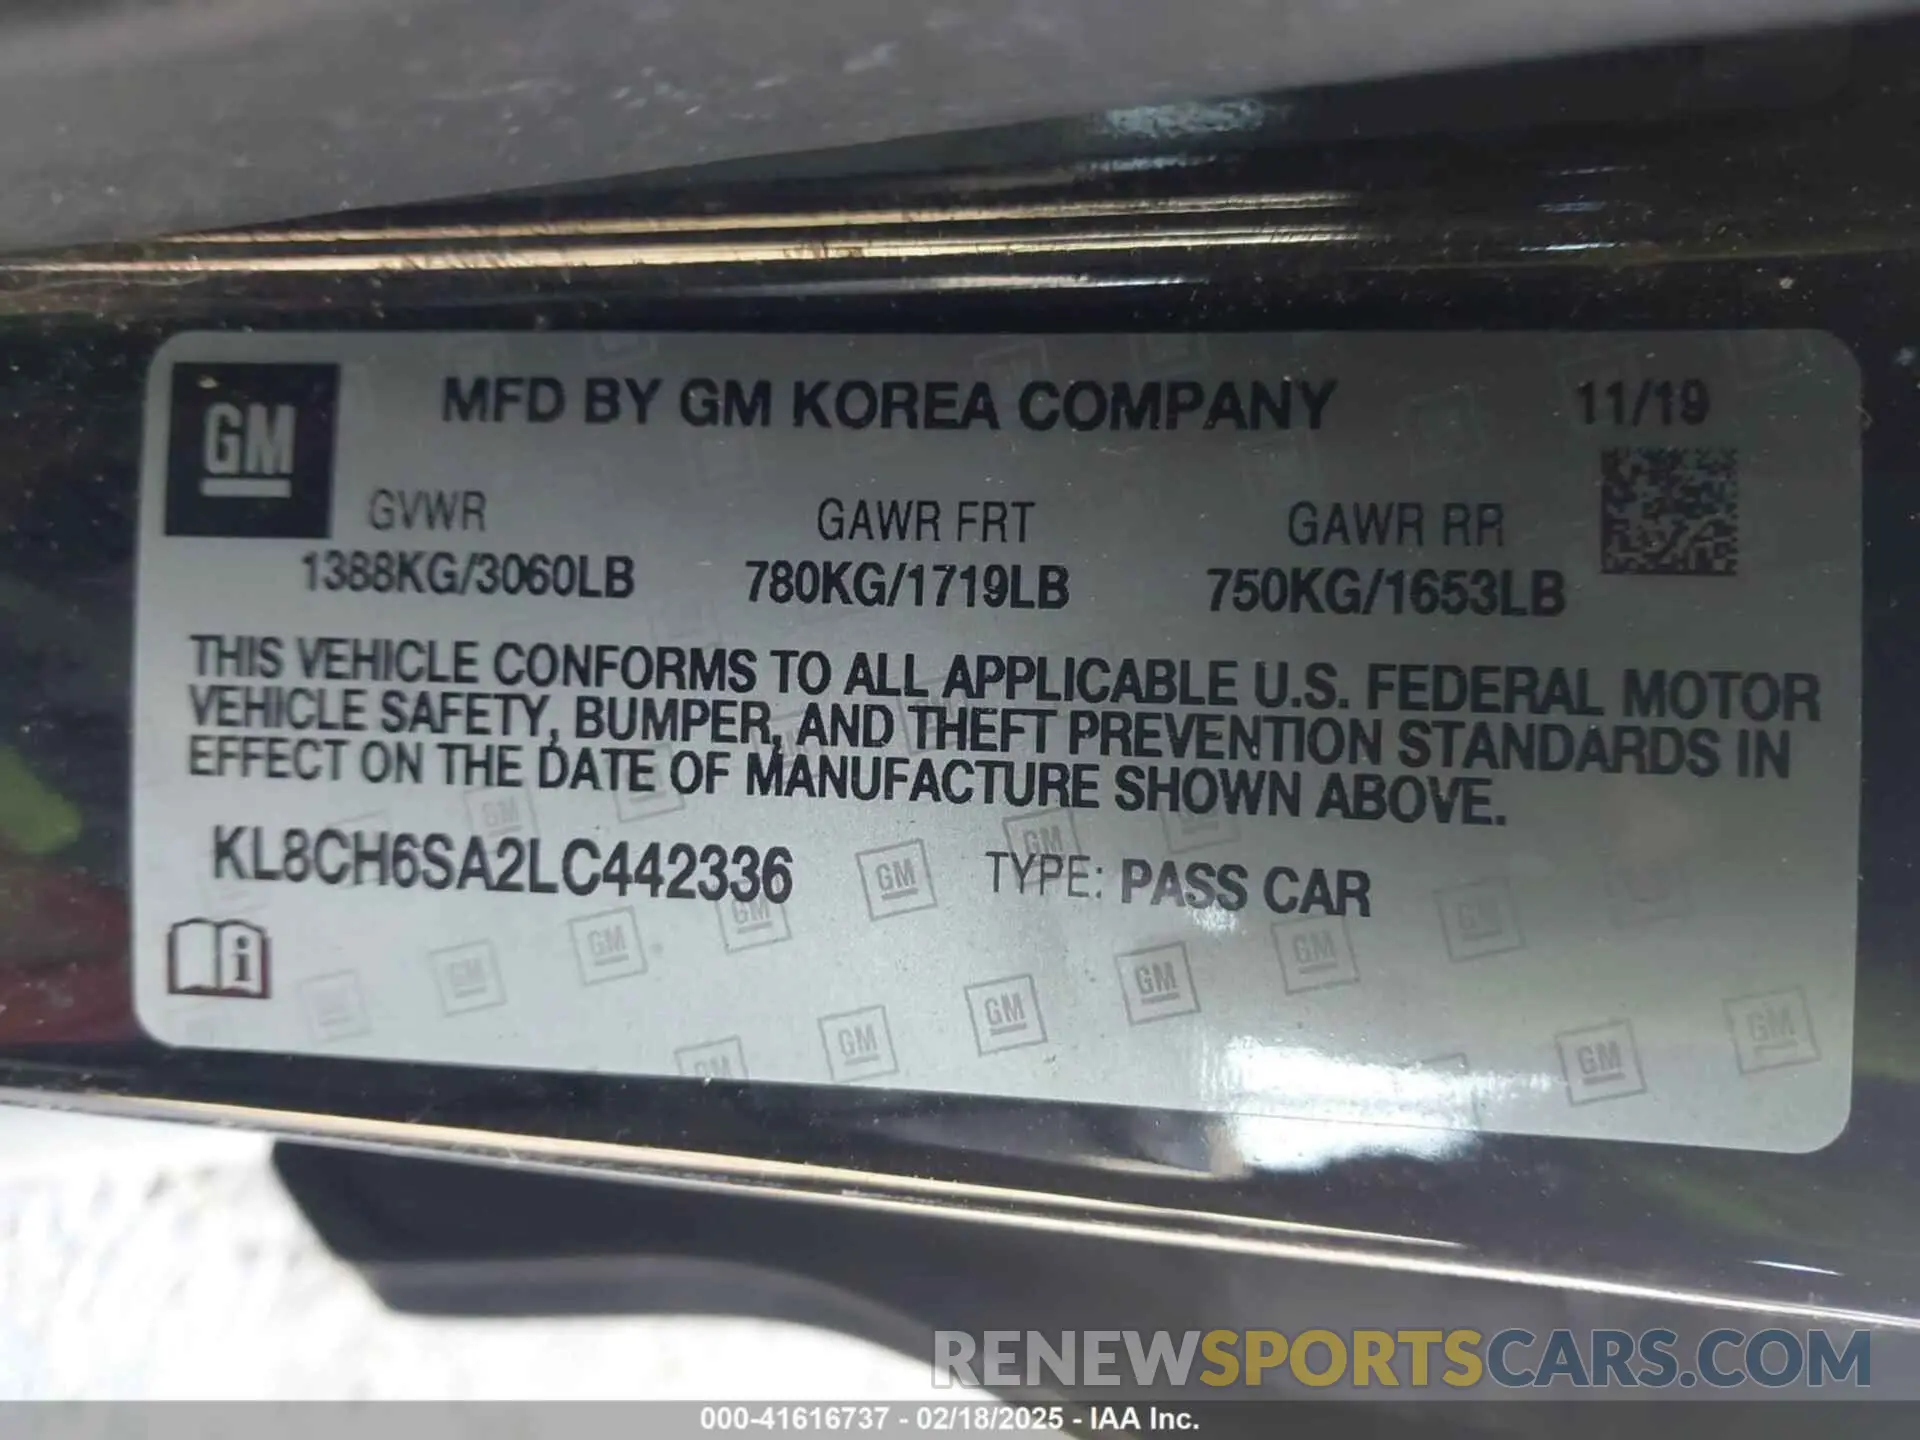 GM
MFD BY GM KOREA COMPANY 11/19
GVWR GAWR FRT GAWR RR
1388KG/3060LB 780KG/1719LB 750KG/1653LB
THIS VEHICLE CONFORMS TO ALL APPLICABLE U.S. FEDERAL MOTOR
VEHICLE SAFETY, BUMPER, AND THEFT PREVENTION STANDARDS IN
EFFECT ON THE DATE OF MANUFACTURE SHOWN ABOVE.
KL8CH6SA2LC442336 TYPE: PASS CAR
RENEWSPORTSCARS.COM
000-41616737 - 02/18/2025 - IAA Inc.